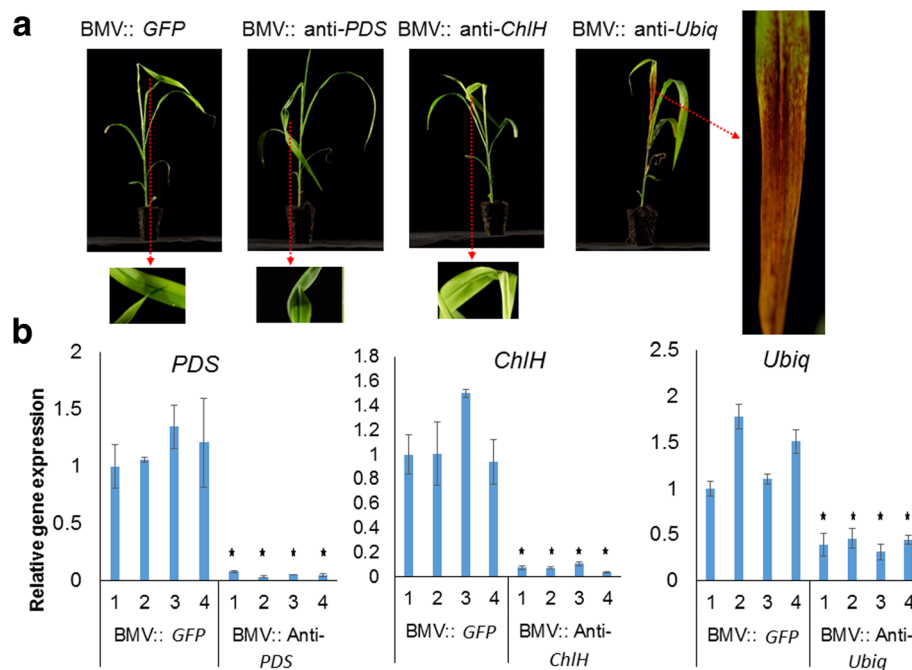 a
BMV:: GFP
BMV:: anti-PDS
BMV:: anti-ChlH
BMV:: anti-Ubiq
b
Relative gene expression
PDS
2
1.5
1
0.5
0
1 2 3 4 1 2 3 4
BMV:: GFP
BMV:: Anti-
PDS
ChlH
1.8
1.6
1.4
1.2
1
0.8
0.6
0.4
0.2
0
1 2 3 4 1 2 3 4
BMV:: GFP
BMV:: Anti-
ChlH
Ubiq
2.5
2
1.5
1
0.5
0
1 2 3 4 1 2 3 4
BMV:: GFP
BMV:: Anti-
Ubiq